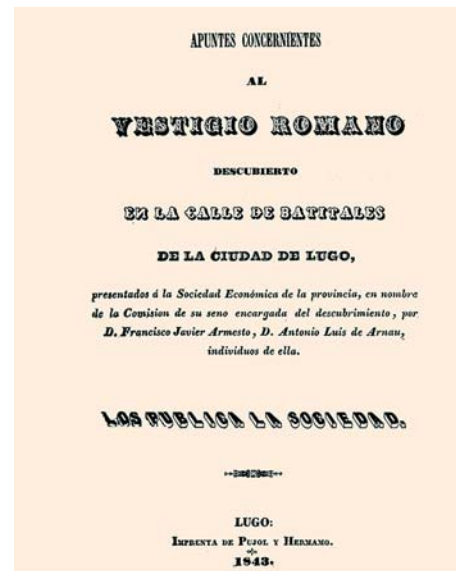 APUNTES CONCERNIENTES
AL
VESTIGIO ROMANO
DESCUBIERTO
EN LA CALLE DE BATITALES
DE LA CIUDAD DE LUGO,
presentados á la Sociedad Económica de la provincia, en nombre
de la Comision de su seno encargada del descubrimiento, por
D. Francisco Javier Armesto, D. Antonio Luis de Arnau,
individuos de ella.
LOS PUBLICA LA SOCIEDAD.
LUGO:
IMPRENTA DE PUJOL Y HERMANO.
1843.